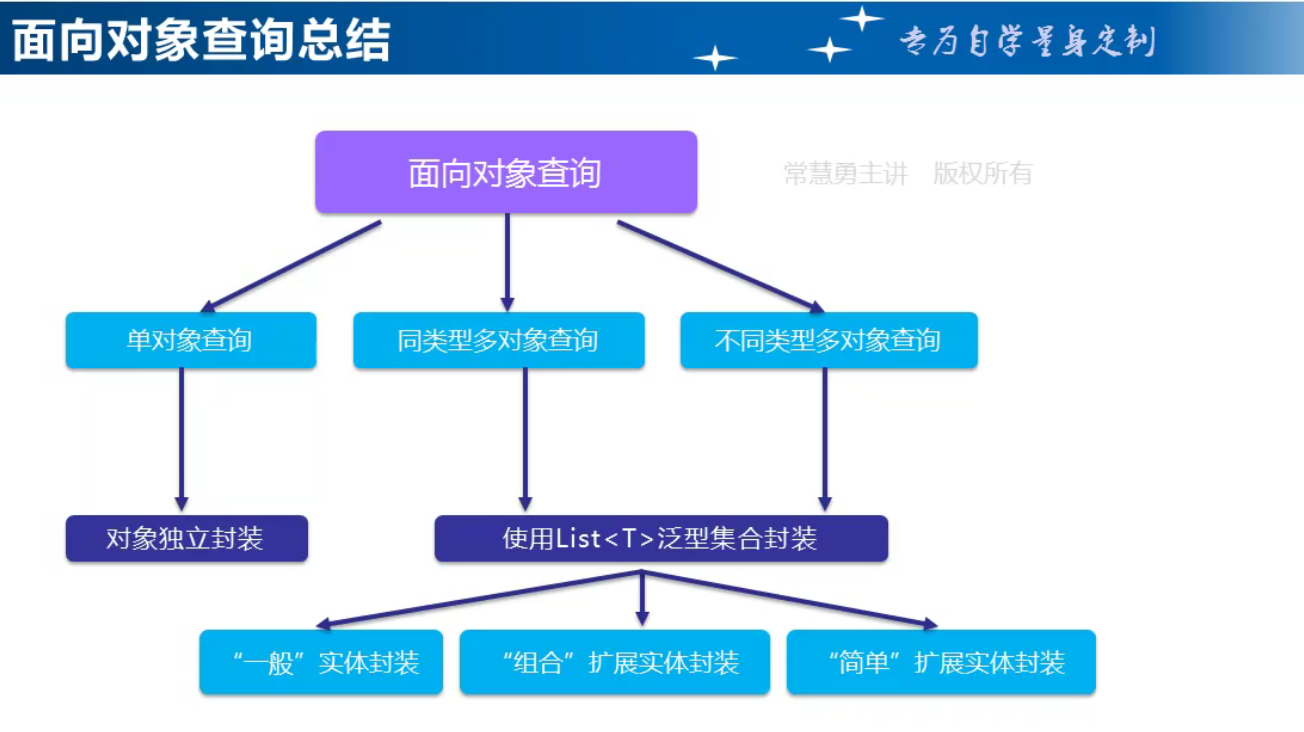 面向对象查询总结
专为自学量身定制
面向对象查询
常慧勇主讲 版权所有
单对象查询
同类型多对象查询
不同类型多对象查询
对象独立封装
使用List<T>泛型集合封装
“一般”实体封装
“组合”扩展实体封装
“简单”扩展实体封装